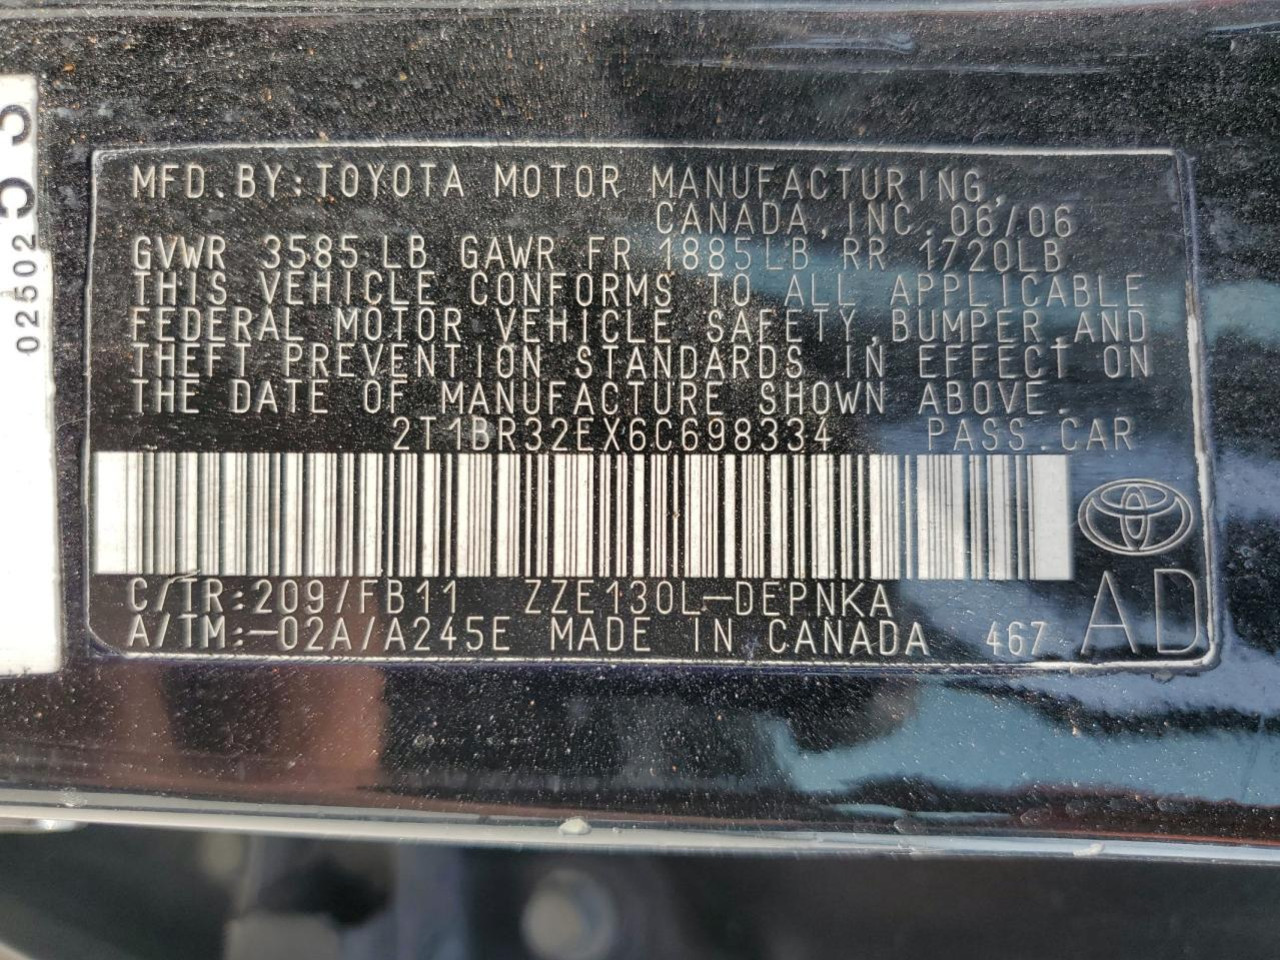 MFD.BY:TOYOTA MOTOR MANUFACTURING,
CANADA,INC. 06/06
GVWR 3585LB GAWR FR 1885LB RR 1720LB
THIS VEHICLE CONFORMS TO ALL APPLICABLE
FEDERAL MOTOR VEHICLE SAFETY,BUMPER,AND
THEFT PREVENTION STANDARDS IN EFFECT ON
THE DATE OF MANUFACTURE SHOWN ABOVE.
2T1BR32EX6C698334 PASS.CAR
C/TR:209/FB11 ZZE130L-DEPNKA
A/TM:-02A/A245E MADE IN CANADA 467 AD
02502